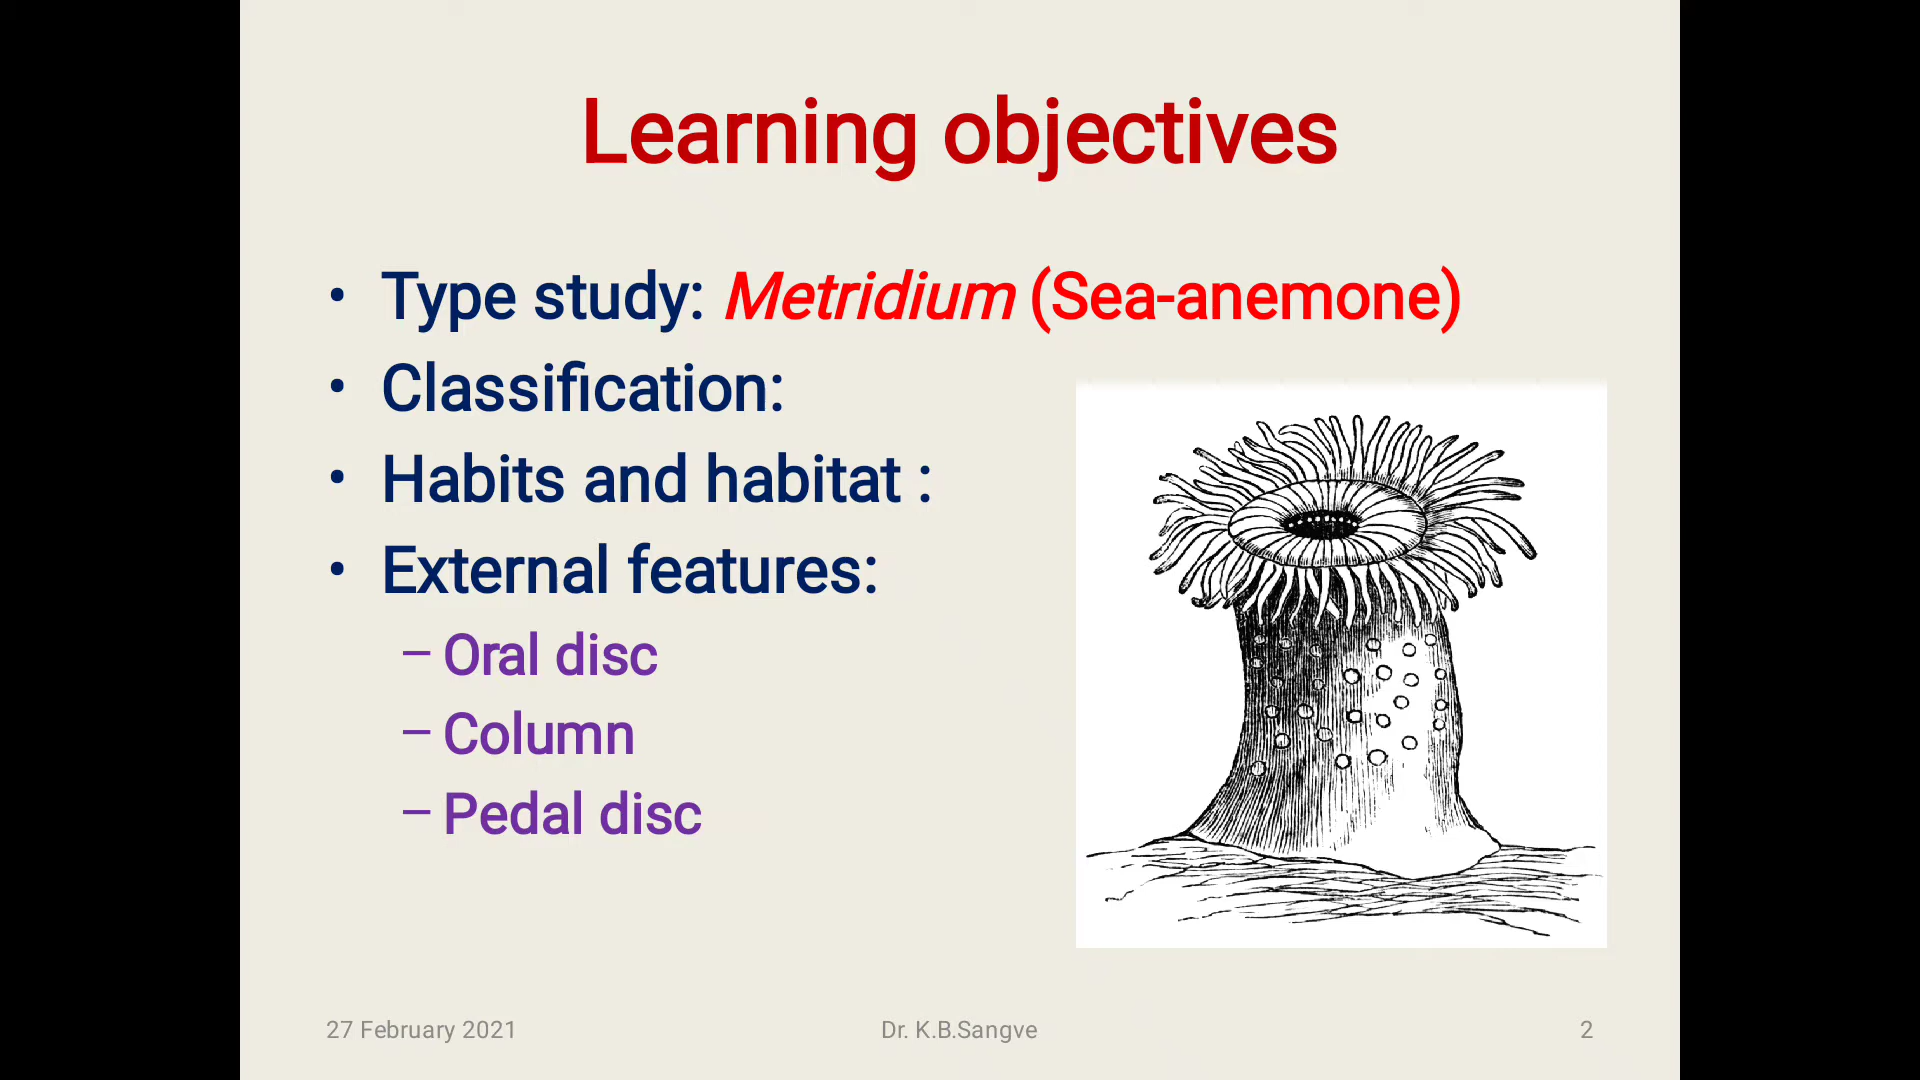 Learning objectives
• Type study: Metridium (Sea-anemone)
• Classification:
• Habits and habitat :
• External features:
– Oral disc
– Column
– Pedal disc
27 February 2021
Dr. K.B.Sangve
2